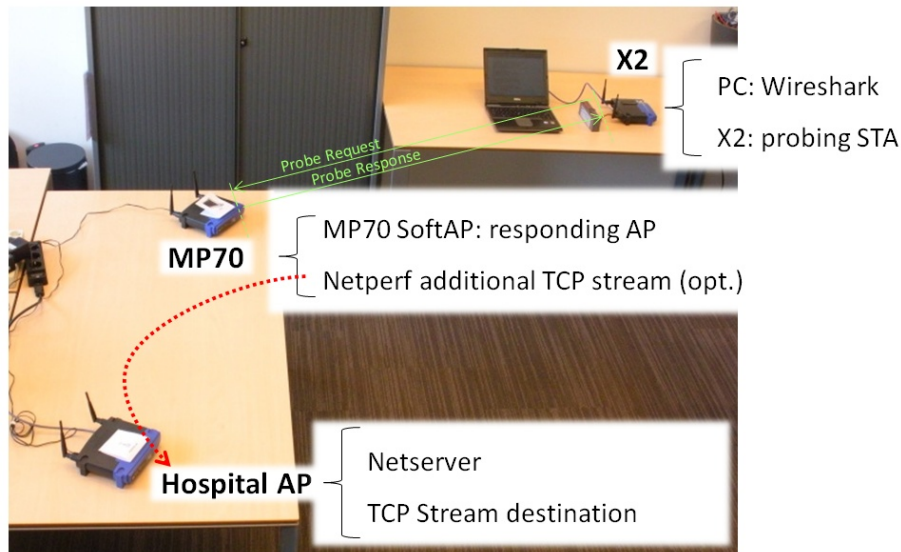 X2
PC: Wireshark
X2: probing STA
Probe Request
Probe Response
MP70
MP70 SoftAP: responding AP
Netperf additional TCP stream (opt.)
Hospital AP
Netserver
TCP Stream destination